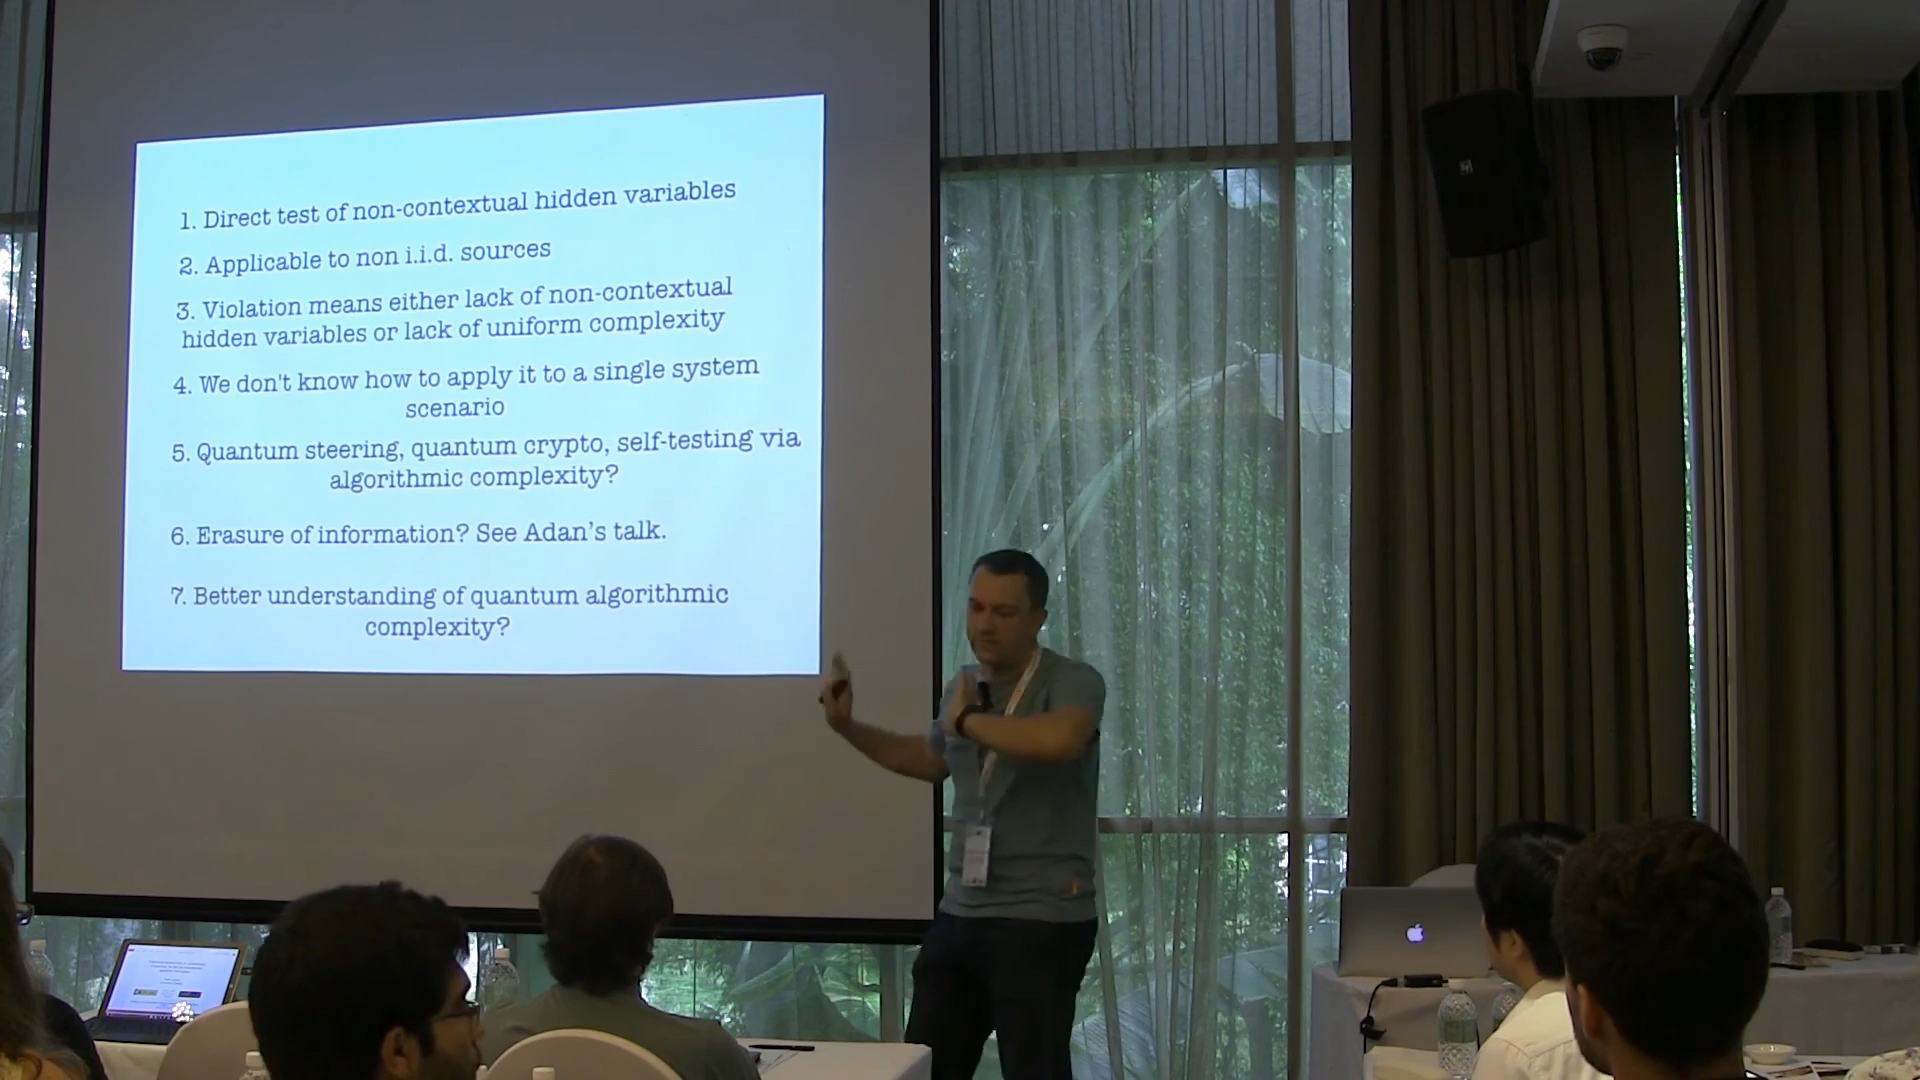 1. Direct test of non-contextual hidden variables
2. Applicable to non i.i.d. sources
3. Violation means either lack of non-contextual
hidden variables or lack of uniform complexity
4. We don't know how to apply it to a single system
scenario
5. Quantum steering, quantum crypto, self-testing via
algorithmic complexity?
6. Erasure of information? See Adan’s talk.
7. Better understanding of quantum algorithmic
complexity?